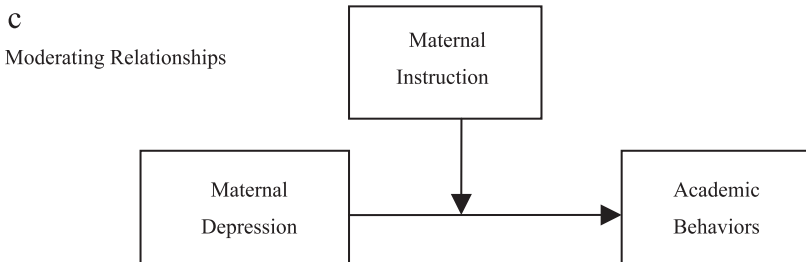 c
Moderating Relationships
Maternal
Instruction
Maternal
Depression
Academic
Behaviors